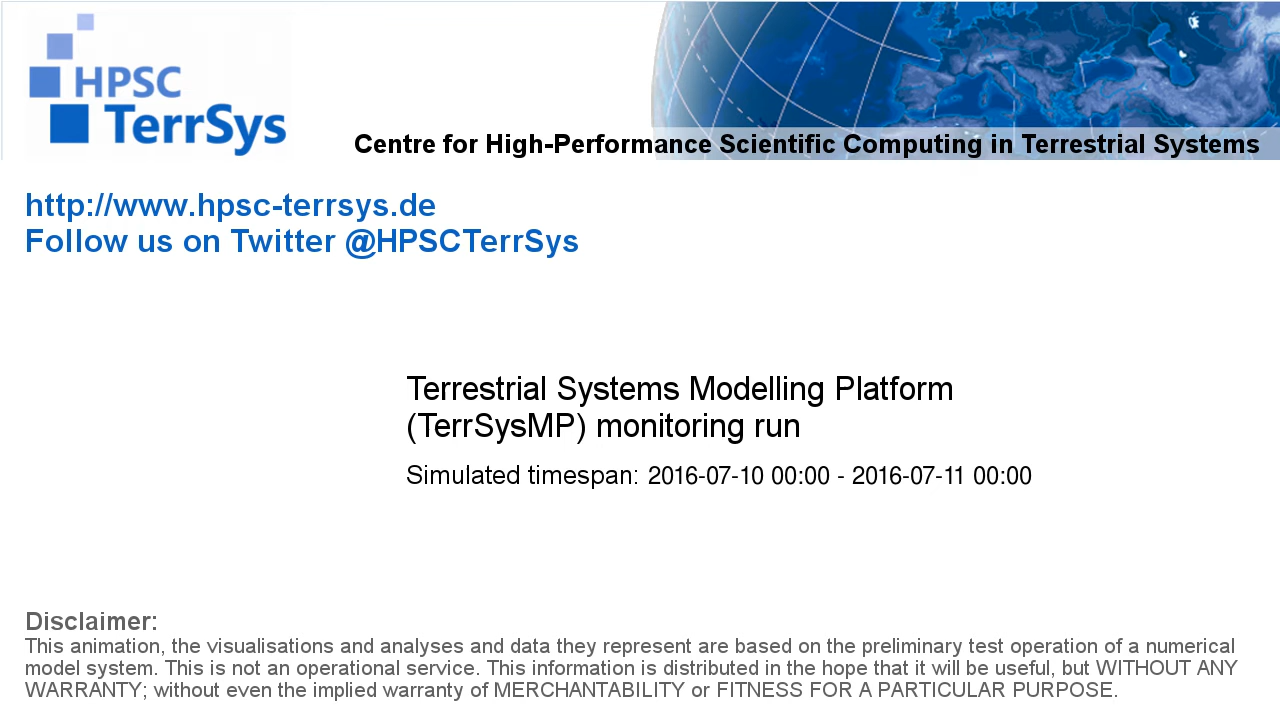 HPSC
TerrSys
Centre for High-Performance Scientific Computing in Terrestrial Systems
http://www.hpsc-terrsys.de
Follow us on Twitter @HPSCTerrSys
Terrestrial Systems Modelling Platform
(TerrSysMP) monitoring run
Simulated timespan: 2016-07-10 00:00 - 2016-07-11 00:00
Disclaimer:
This animation, the visualisations and analyses and data they represent are based on the preliminary test operation of a numerical
model system. This is not an operational service. This information is distributed in the hope that it will be useful, but WITHOUT ANY
WARRANTY; without even the implied warranty of MERCHANTABILITY or FITNESS FOR A PARTICULAR PURPOSE.